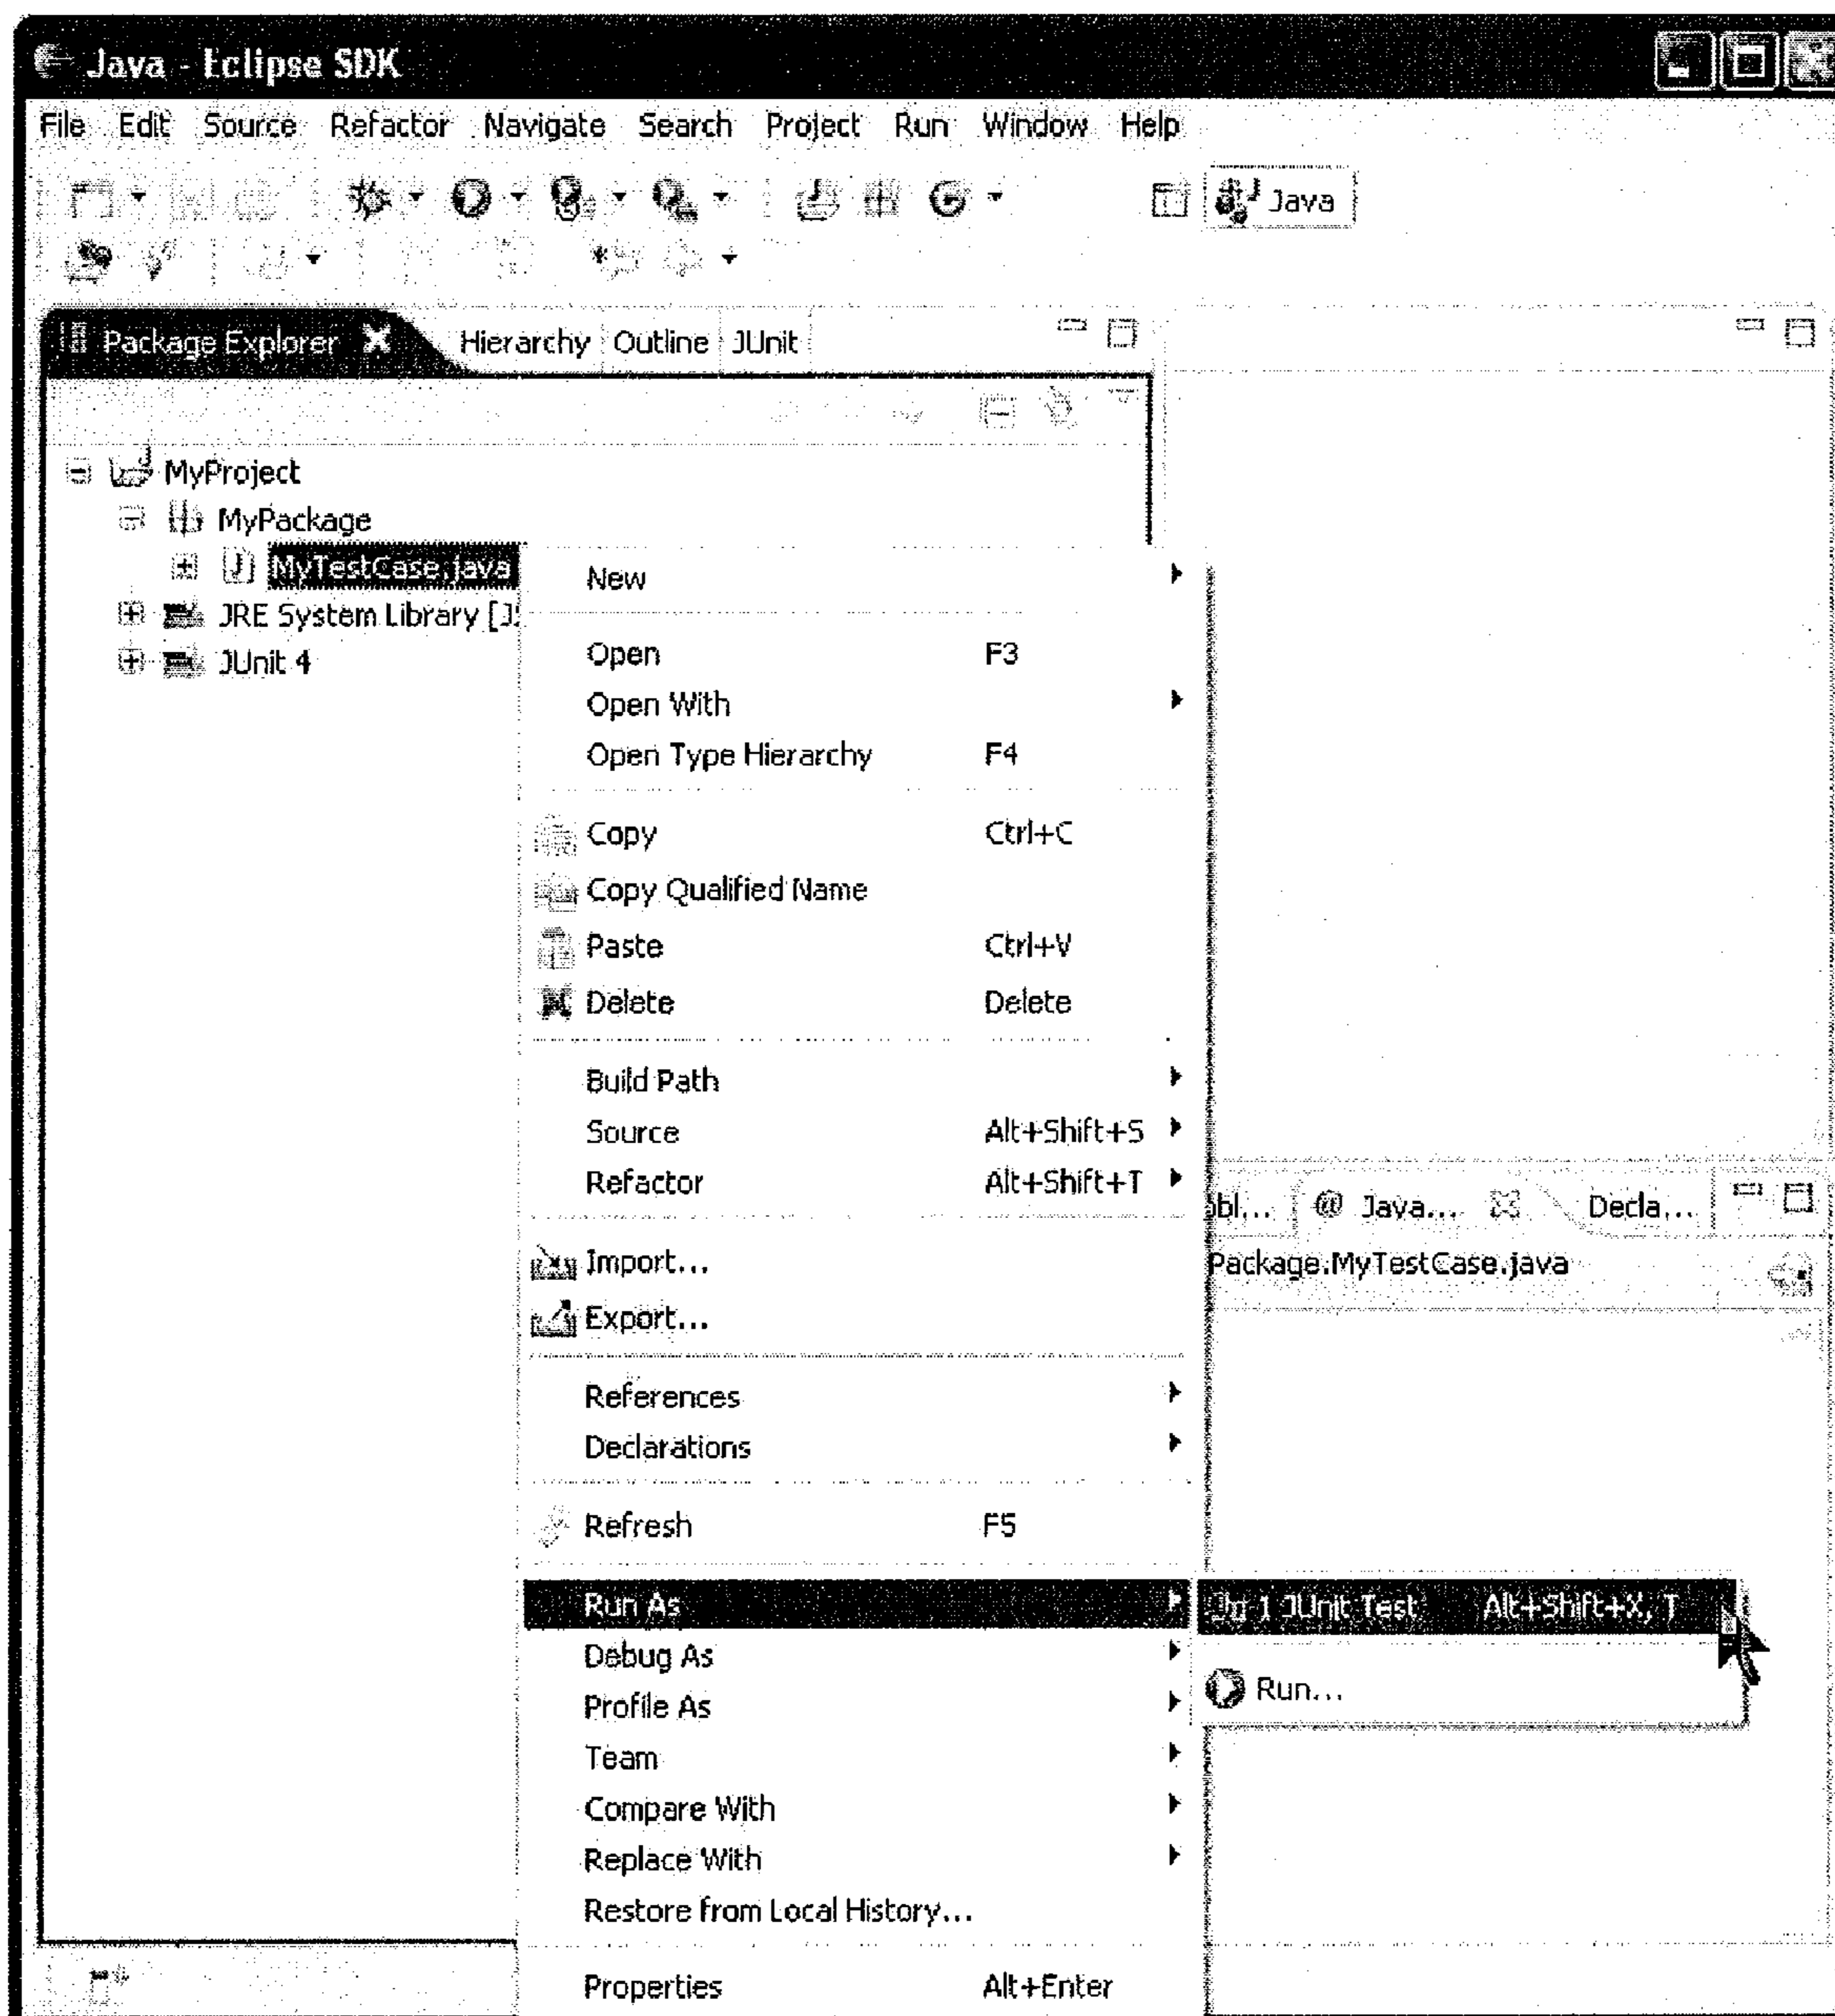 Java - Eclipse SDK
File Edit Source Refactor Navigate Search Project Run Window Help
Java
Package Explorer Hierarchy Outline JUnit
MyProject
MyPackage
MyTestCase.java
JRE System Library [J
JUnit 4
New
Open F3
Open With
Open Type Hierarchy F4
Copy Ctrl+C
Copy Qualified Name
Paste Ctrl+V
Delete Delete
Build Path
Source Alt+Shift+S
Refactor Alt+Shift+T
bl... @ Java... Decla...
Import...
Package.MyTestCase.java
Export...
References
Declarations
Refresh F5
Run As
1 JUnit Test Alt+Shift+X, T
Debug As
Run...
Profile As
Team
Compare With
Replace With
Restore from Local History...
Properties Alt+Enter